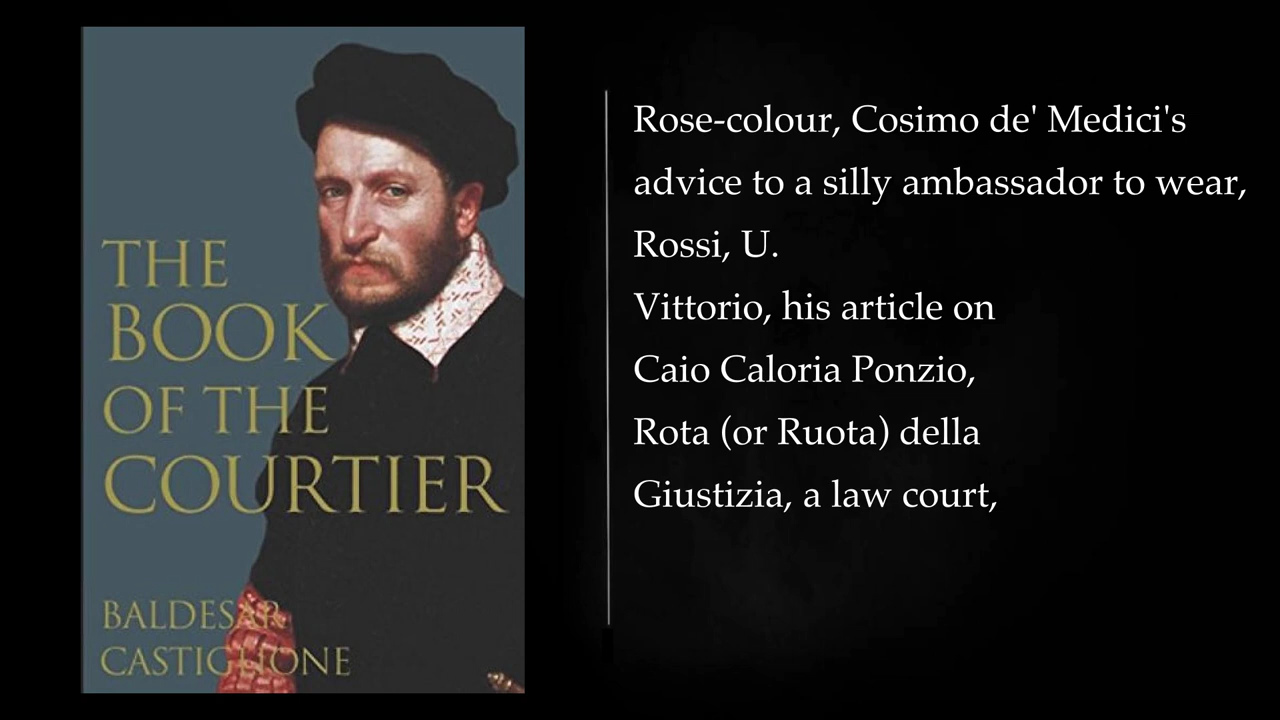 THE
BOOK
OF THE
COURTIER
BALDESAR
CASTIGLIONE
Rose-colour, Cosimo de' Medici's
advice to a silly ambassador to wear,
Rossi, U.
Vittorio, his article on
Caio Caloria Ponzio,
Rota (or Ruota) della
Giustizia, a law court,